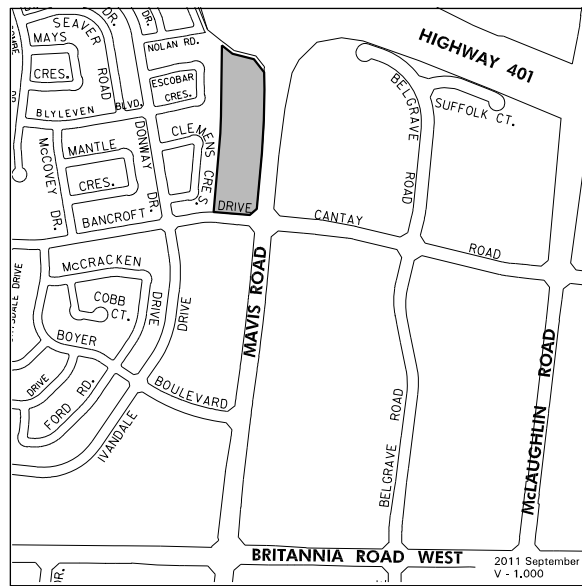 SEAVER
ROAD
MAYS
CRES.
DR.
NOLAN RD.
ESCOBAR
CRES.
BLYLEVEN BLVD.
DONWAY DR.
CLEMENS CRES.
McCOVEY DR.
MANTLE
CRES.
BANCROFT DRIVE
HIGHWAY 401
BELGRAVE ROAD
SUFFOLK CT.
CANTAY ROAD
McCRACKEN DRIVE
DRIVE
COBB
CT.
BOYER BOULEVARD
DRIVE
FORD RD.
IVANDALE
MAVIS ROAD
BELGRAVE ROAD
McLAUGHLIN ROAD
BRITANNIA ROAD WEST
DR.
2011 September
V - 1.000